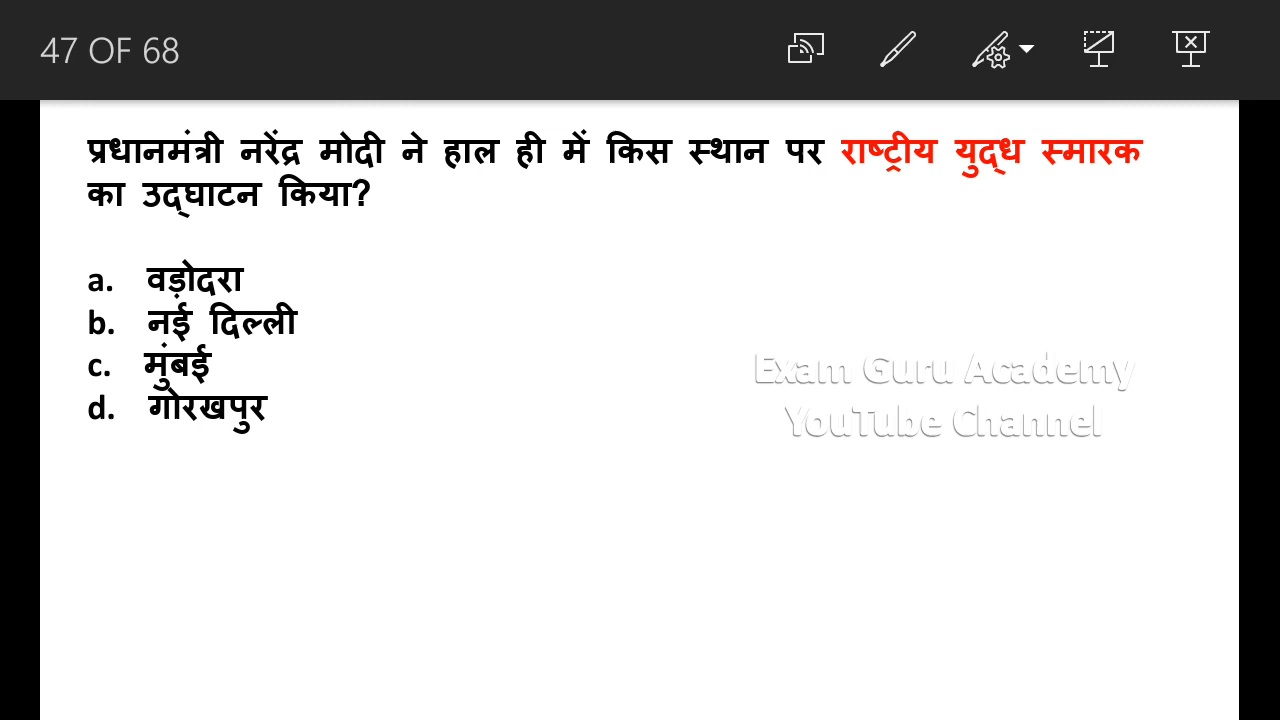 47 OF 68
प्रधानमंत्री नरेंद्र मोदी ने हाल ही में किस स्थान पर राष्ट्रीय युद्ध स्मारक
का उद्घाटन किया?
a. वड़ोदरा
b. नई दिल्ली
c. मुंबई
d. गोरखपुर
Exam Guru Academy
YouTube Channel